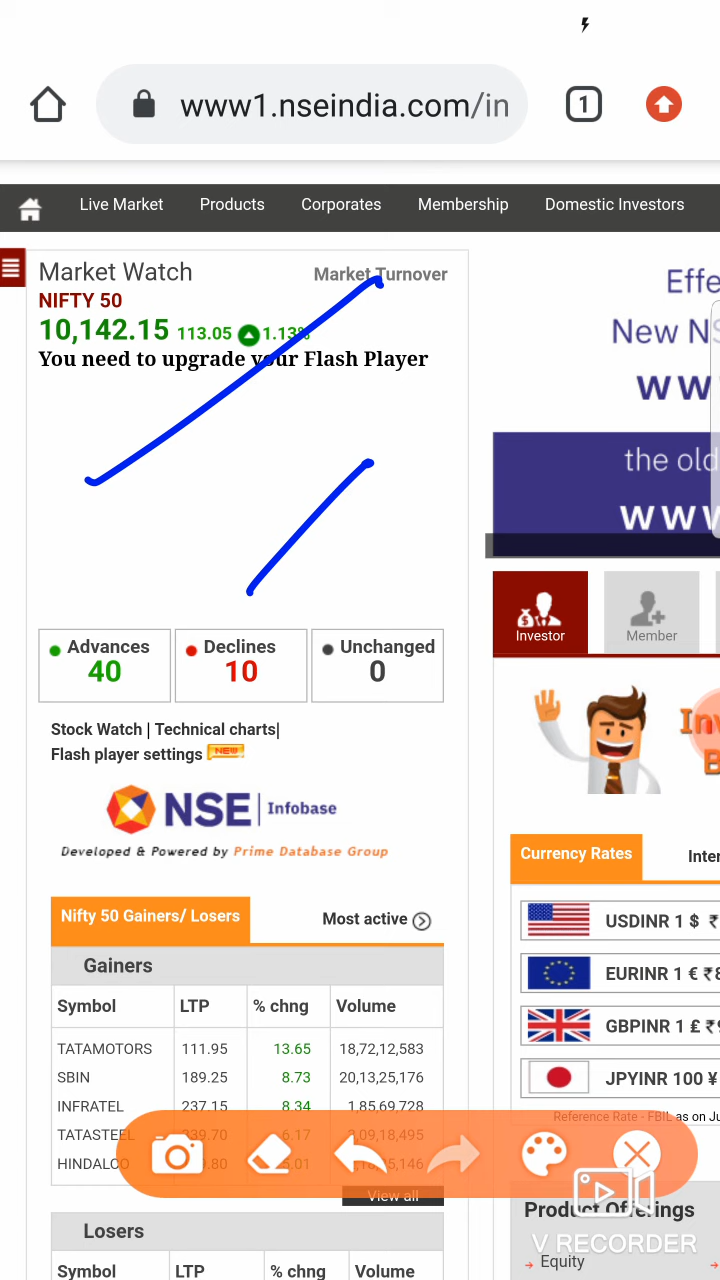 www1.nseindia.com/in
1
Live Market Products Corporates Membership Domestic Investors
Market Watch Market Turnover
NIFTY 50
10,142.15 113.05 1.13%
You need to upgrade your Flash Player
Advances
40
Declines
10
Unchanged
0
Stock Watch | Technical charts|
Flash player settings NEW
NSE Infobase
Developed & Powered by Prime Database Group
Nifty 50 Gainers/ Losers Most active
Gainers
Symbol LTP % chng Volume
TATAMOTORS 111.95 13.65 18,72,12,583
SBIN 189.25 8.73 20,13,25,176
INFRATEL 237.15 8.34 1,85,69,728
TATASTEEL 6.17
HINDALCO
View all
Losers
Symbol LTP % chng Volume
Effe
New NS
WW
the old
www
Investor
Member
Inv
B
Currency Rates Inter
USDINR 1 $ ₹
EURINR 1 € ₹8
GBPINR 1 £ ₹9
JPYINR 100 ¥
Reference Rate - FBIL as on Ju
Product Offerings
Equity
V RECORDER